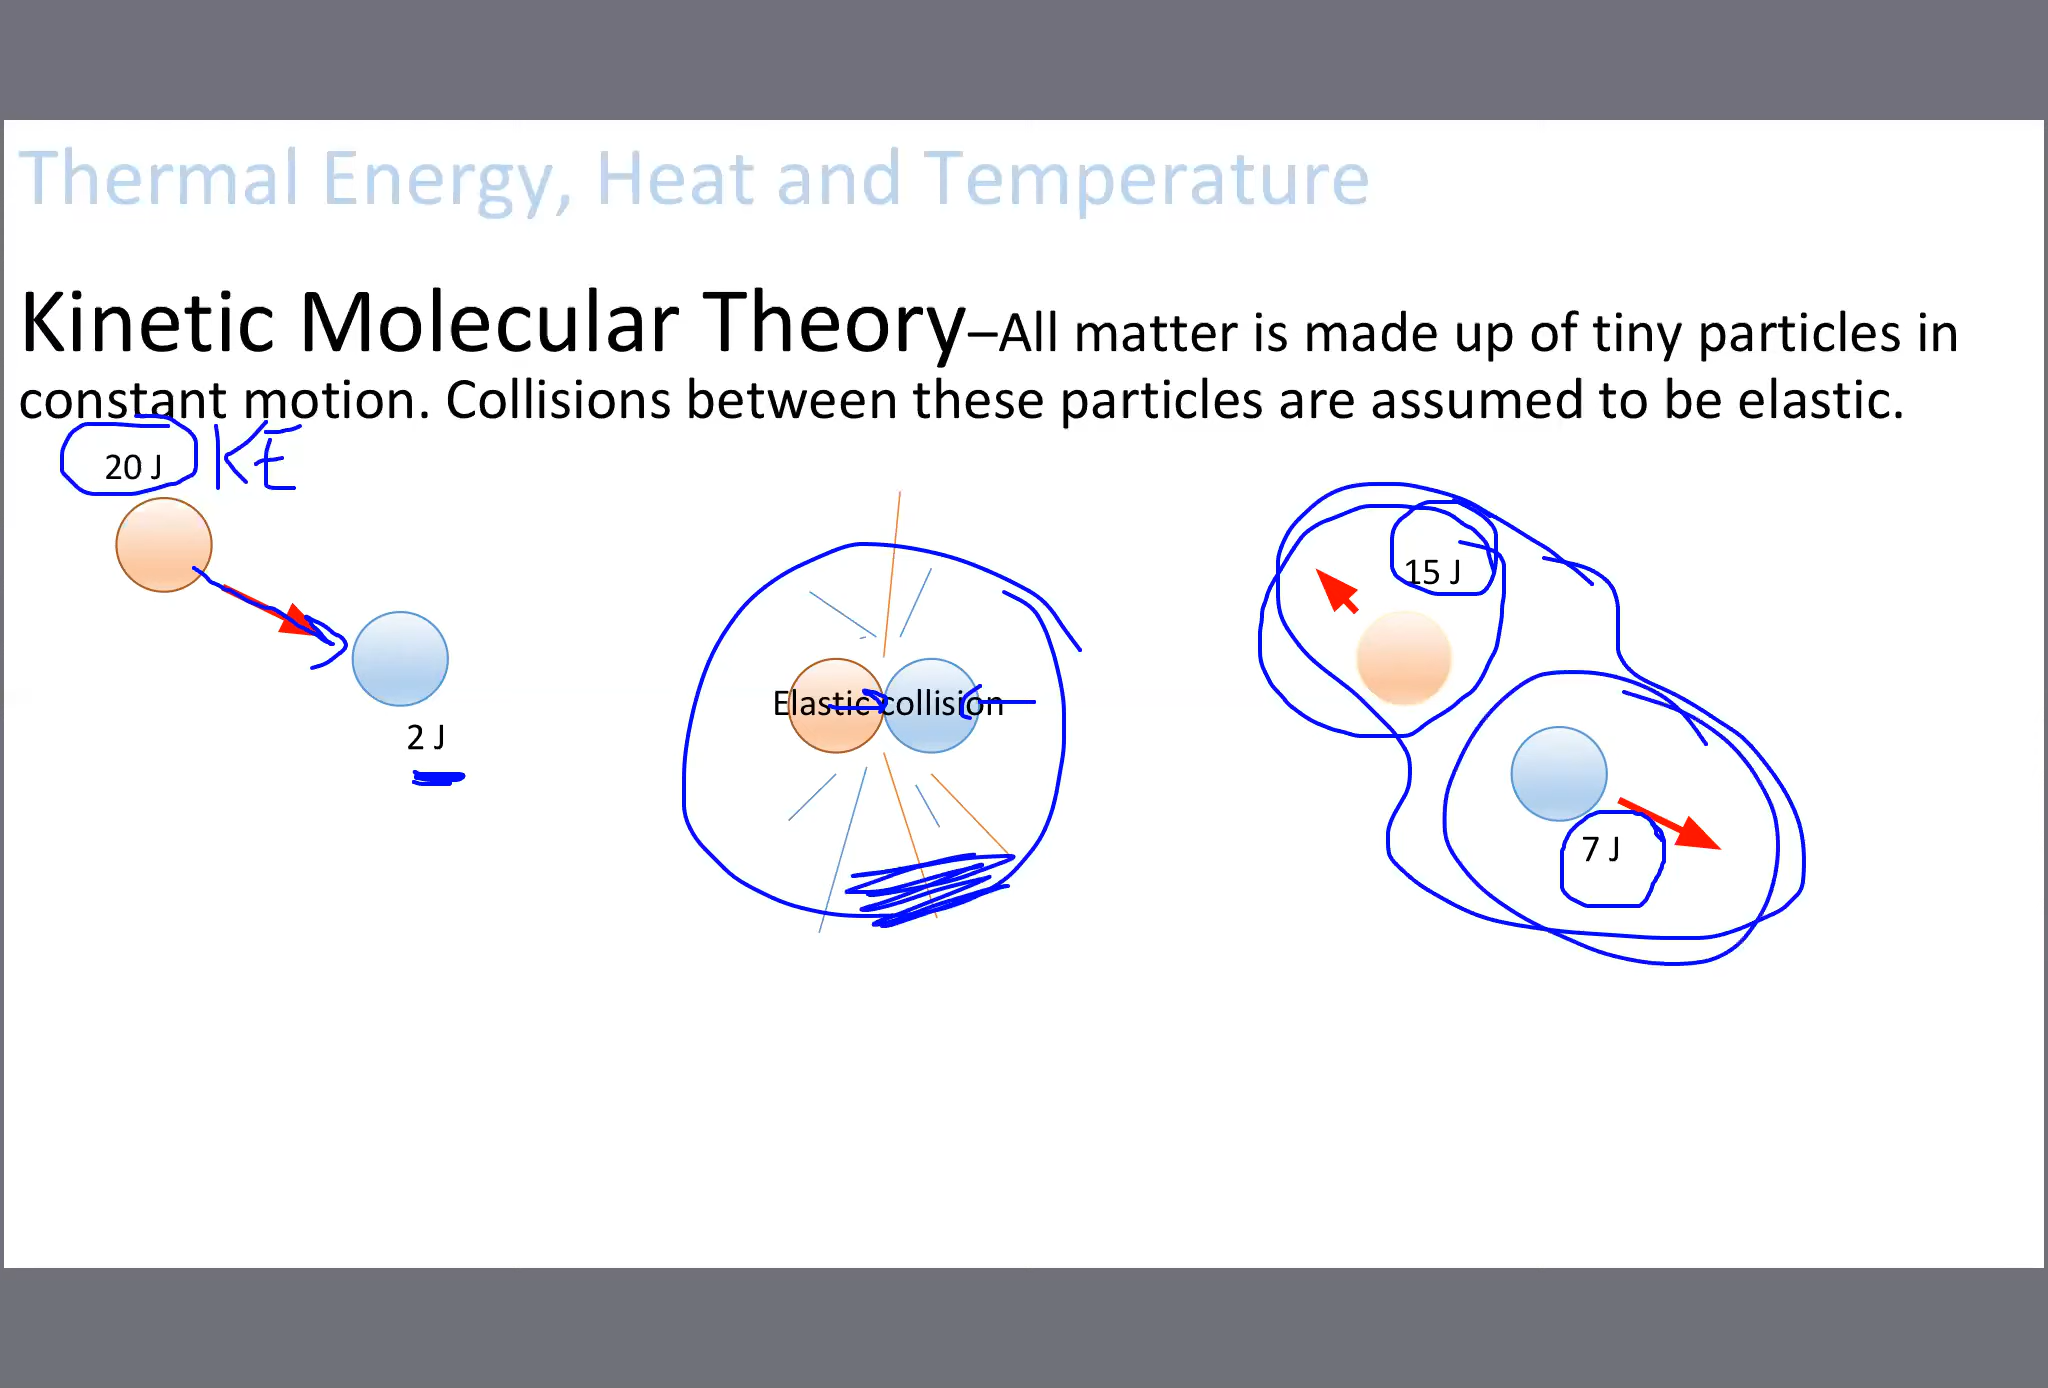 Thermal Energy, Heat and Temperature
Kinetic Molecular Theory–All matter is made up of tiny particles in
constant motion. Collisions between these particles are assumed to be elastic.
20 J KE
2 J
Elastic collision
15 J
7 J